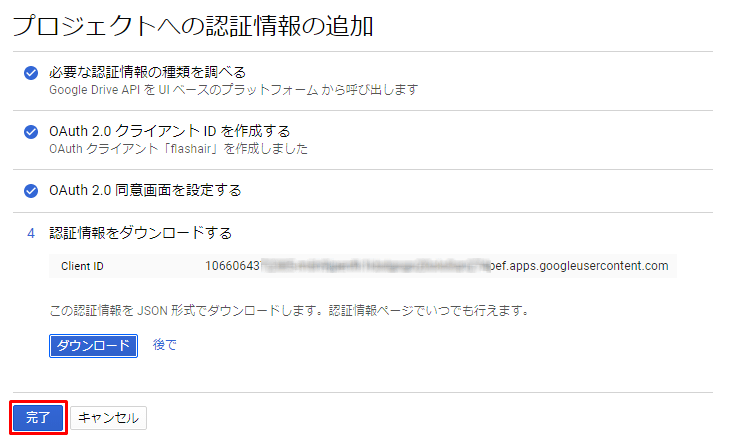 プロジェクトへの認証情報の追加
必要な認証情報の種類を調べる
Google Drive API を UI ベースのプラットフォーム から呼び出します
OAuth 2.0 クライアント ID を作成する
OAuth クライアント「flashair」を作成しました
OAuth 2.0 同意画面を設定する
4 認証情報をダウンロードする
Client ID 10660643 pef.apps.googleusercontent.com
この認証情報を JSON 形式でダウンロードします。認証情報ページでいつでも行えます。
ダウンロード 後で
完了 キャンセル